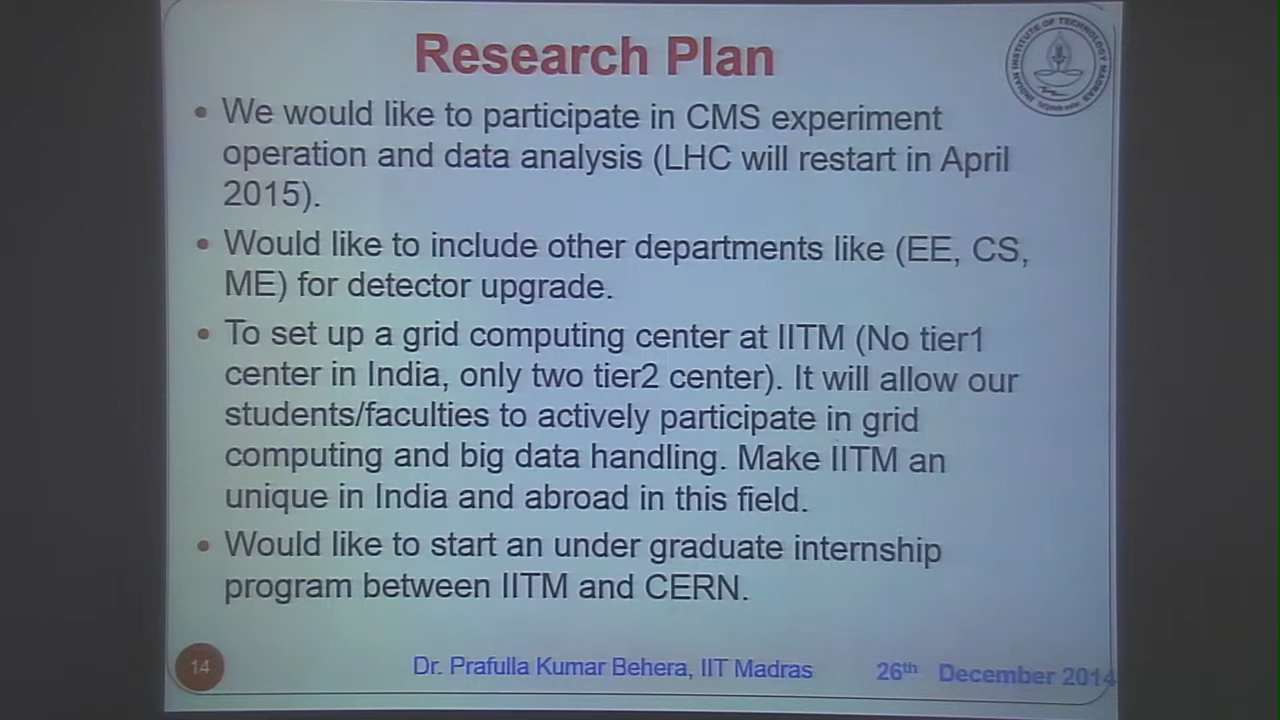 Research Plan
INDIAN INSTITUTE OF TECHNOLOGY MADRAS
• We would like to participate in CMS experiment
operation and data analysis (LHC will restart in April
2015).
• Would like to include other departments like (EE, CS,
ME) for detector upgrade.
• To set up a grid computing center at IITM (No tier1
center in India, only two tier2 center). It will allow our
students/faculties to actively participate in grid
computing and big data handling. Make IITM an
unique in India and abroad in this field.
• Would like to start an under graduate internship
program between IITM and CERN.
14
Dr. Prafulla Kumar Behera, IIT Madras
26th December 2014